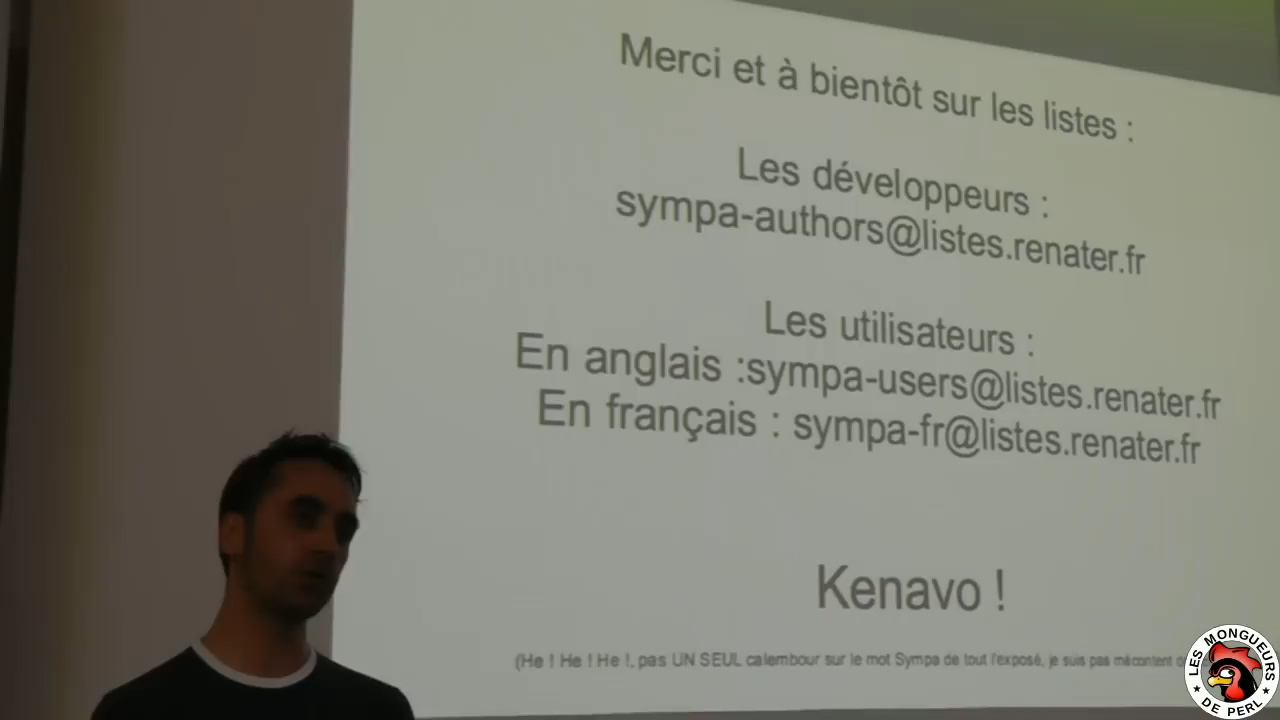 Merci et à bientôt sur les listes :
Les développeurs :
sympa-authors@listes.renater.fr
Les utilisateurs :
En anglais :sympa-users@listes.renater.fr
En français : sympa-fr@listes.renater.fr
Kenavo !
(He ! He ! He !, pas UN SEUL calembour sur le mot Sympa de tout l'exposé, je suis pas mécontent
LES MONGUEURS
DE PERL